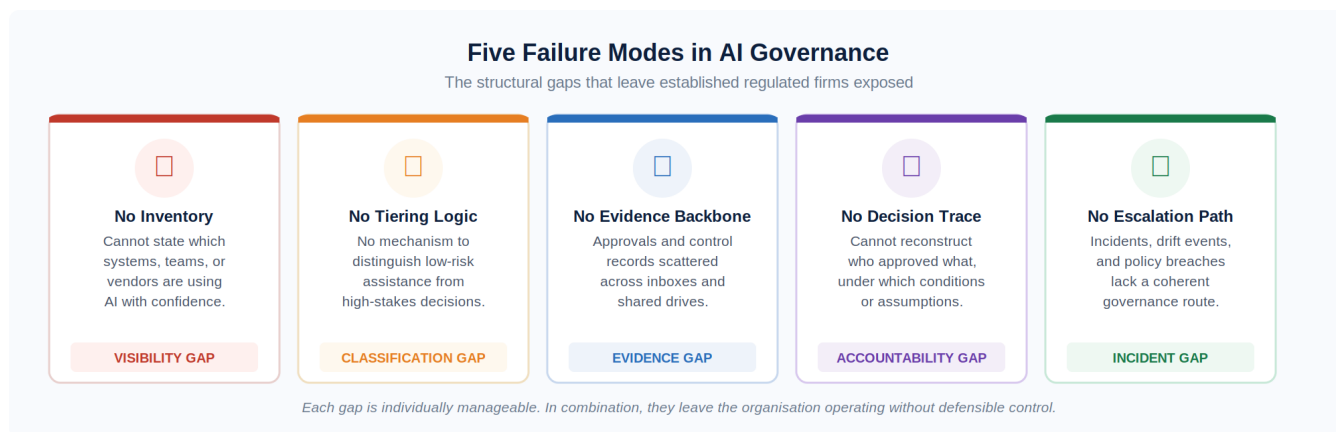 Five Failure Modes in AI Governance
The structural gaps that leave established regulated firms exposed
No Inventory
Cannot state which
systems, teams, or
vendors are using
AI with confidence.
VISIBILITY GAP
No Tiering Logic
No mechanism to
distinguish low-risk
assistance from
high-stakes decisions.
CLASSIFICATION GAP
No Evidence Backbone
Approvals and control
records scattered
across inboxes and
shared drives.
EVIDENCE GAP
No Decision Trace
Cannot reconstruct
who approved what,
under which conditions
or assumptions.
ACCOUNTABILITY GAP
No Escalation Path
Incidents, drift events,
and policy breaches
lack a coherent
governance route.
INCIDENT GAP
Each gap is individually manageable. In combination, they leave the organisation operating without defensible control.